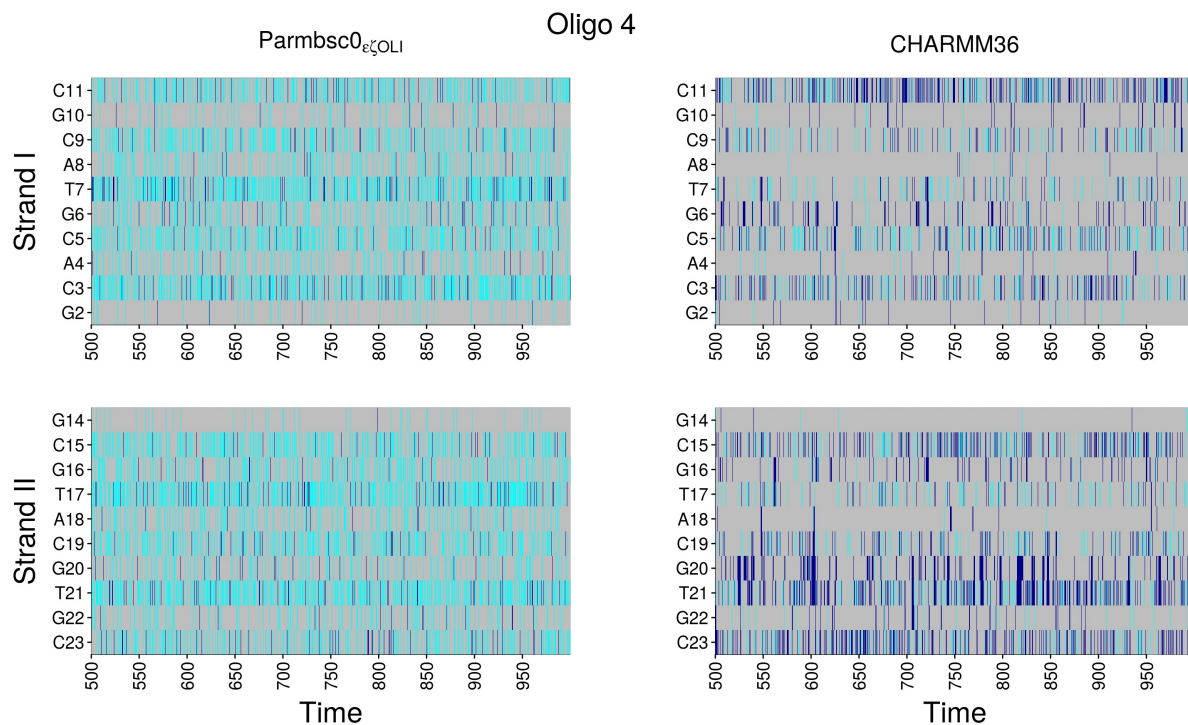 Oligo 4
Parmbsc0εζOLI
CHARMM36
Strand I
C11
G10
C9
A8
T7
G6
C5
A4
C3
G2
500 550 600 650 700 750 800 850 900 950
C11
G10
C9
A8
T7
G6
C5
A4
C3
G2
500 550 600 650 700 750 800 850 900 950
Strand II
G14
C15
G16
T17
A18
C19
G20
T21
G22
C23
500 550 600 650 700 750 800 850 900 950
Time
G14
C15
G16
T17
A18
C19
G20
T21
G22
C23
500 550 600 650 700 750 800 850 900 950
Time